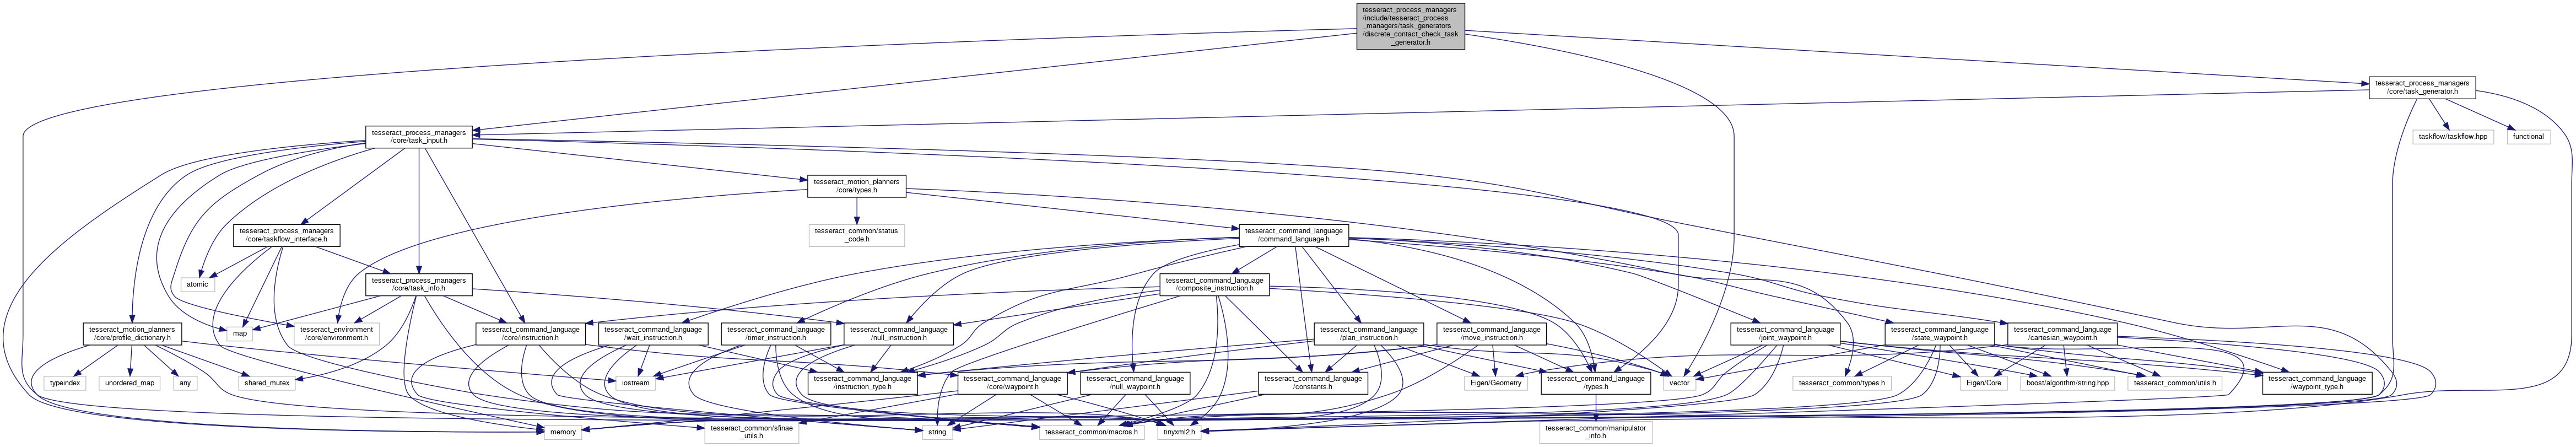 tesseract_process_managers
/include/tesseract_process
_managers/task_generators
/discrete_contact_check_task
_generator.h
tesseract_process_managers
/core/task_generator.h
tesseract_process_managers
/core/task_input.h
taskflow/taskflow.hpp
functional
tesseract_motion_planners
/core/types.h
tesseract_process_managers
/core/taskflow_interface.h
tesseract_common/status
_code.h
tesseract_command_language
/command_language.h
atomic
tesseract_process_managers
/core/task_info.h
tesseract_command_language
/composite_instruction.h
tesseract_motion_planners
/core/profile_dictionary.h
map
tesseract_environment
/core/environment.h
tesseract_command_language
/core/instruction.h
tesseract_command_language
/wait_instruction.h
tesseract_command_language
/timer_instruction.h
tesseract_command_language
/null_instruction.h
tesseract_command_language
/plan_instruction.h
tesseract_command_language
/move_instruction.h
tesseract_command_language
/joint_waypoint.h
tesseract_command_language
/state_waypoint.h
tesseract_command_language
/cartesian_waypoint.h
typeindex
unordered_map
any
shared_mutex
iostream
tesseract_command_language
/instruction_type.h
tesseract_command_language
/core/waypoint.h
tesseract_command_language
/null_waypoint.h
tesseract_command_language
/constants.h
Eigen/Geometry
tesseract_command_language
/types.h
vector
tesseract_common/types.h
Eigen/Core
boost/algorithm/string.hpp
tesseract_common/utils.h
tesseract_command_language
/waypoint_type.h
memory
tesseract_common/sfinae
_utils.h
string
tesseract_common/macros.h
tinyxml2.h
tesseract_common/manipulator
_info.h